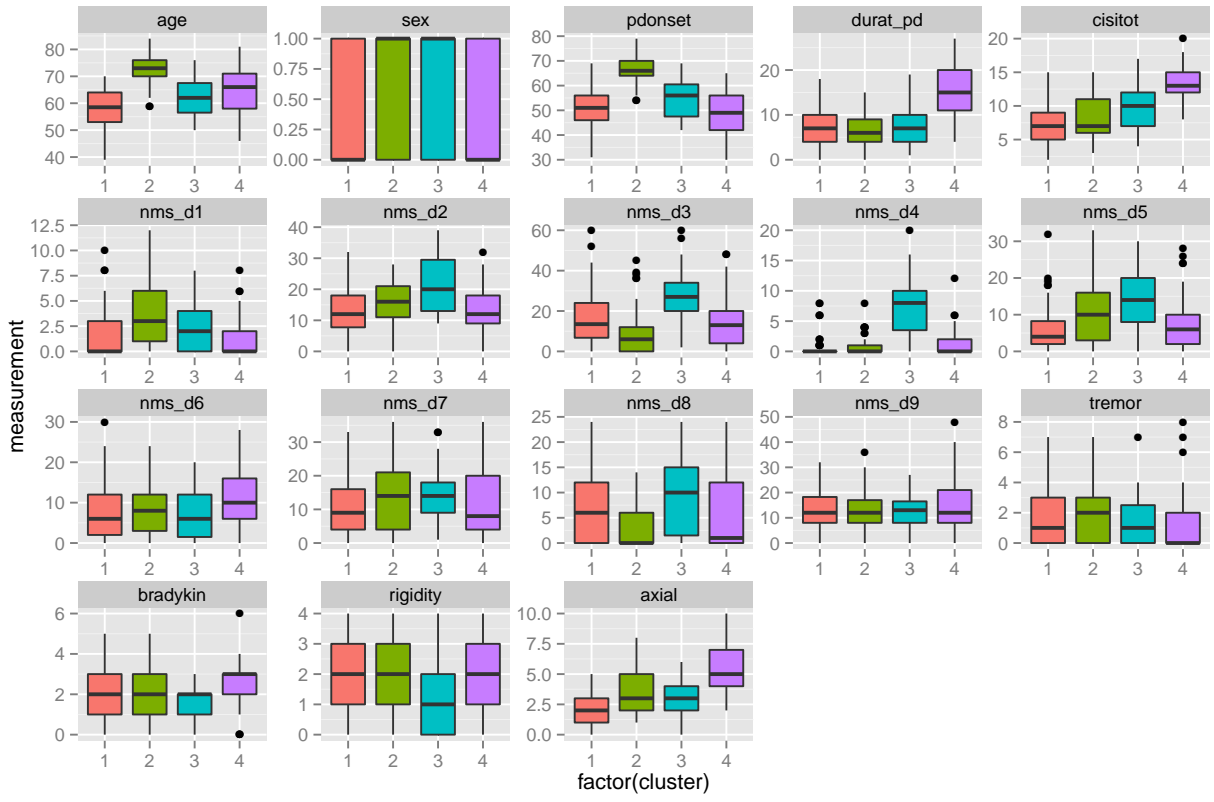 age sex pdonset durat_pd cisitot
80 70 60 50 40
1.00 0.75 0.50 0.25 0.00
80 70 60 50 40 30
20 10 0
20 15 10 5 0
1 2 3 4 1 2 3 4 1 2 3 4 1 2 3 4 1 2 3 4
nms_d1 nms_d2 nms_d3 nms_d4 nms_d5
12.5 10.0 7.5 5.0 2.5 0.0
40 30 20 10 0
60 40 20 0
20 15 10 5 0
30 20 10 0
1 2 3 4 1 2 3 4 1 2 3 4 1 2 3 4 1 2 3 4
measurement
nms_d6 nms_d7 nms_d8 nms_d9 tremor
30 20 10 0
30 20 10 0
25 20 15 10 5 0
50 40 30 20 10 0
8 6 4 2 0
1 2 3 4 1 2 3 4 1 2 3 4 1 2 3 4 1 2 3 4
bradykin rigidity axial
6 4 2 0
4 3 2 1 0
10.0 7.5 5.0 2.5 0.0
1 2 3 4 1 2 3 4 1 2 3 4
factor(cluster)